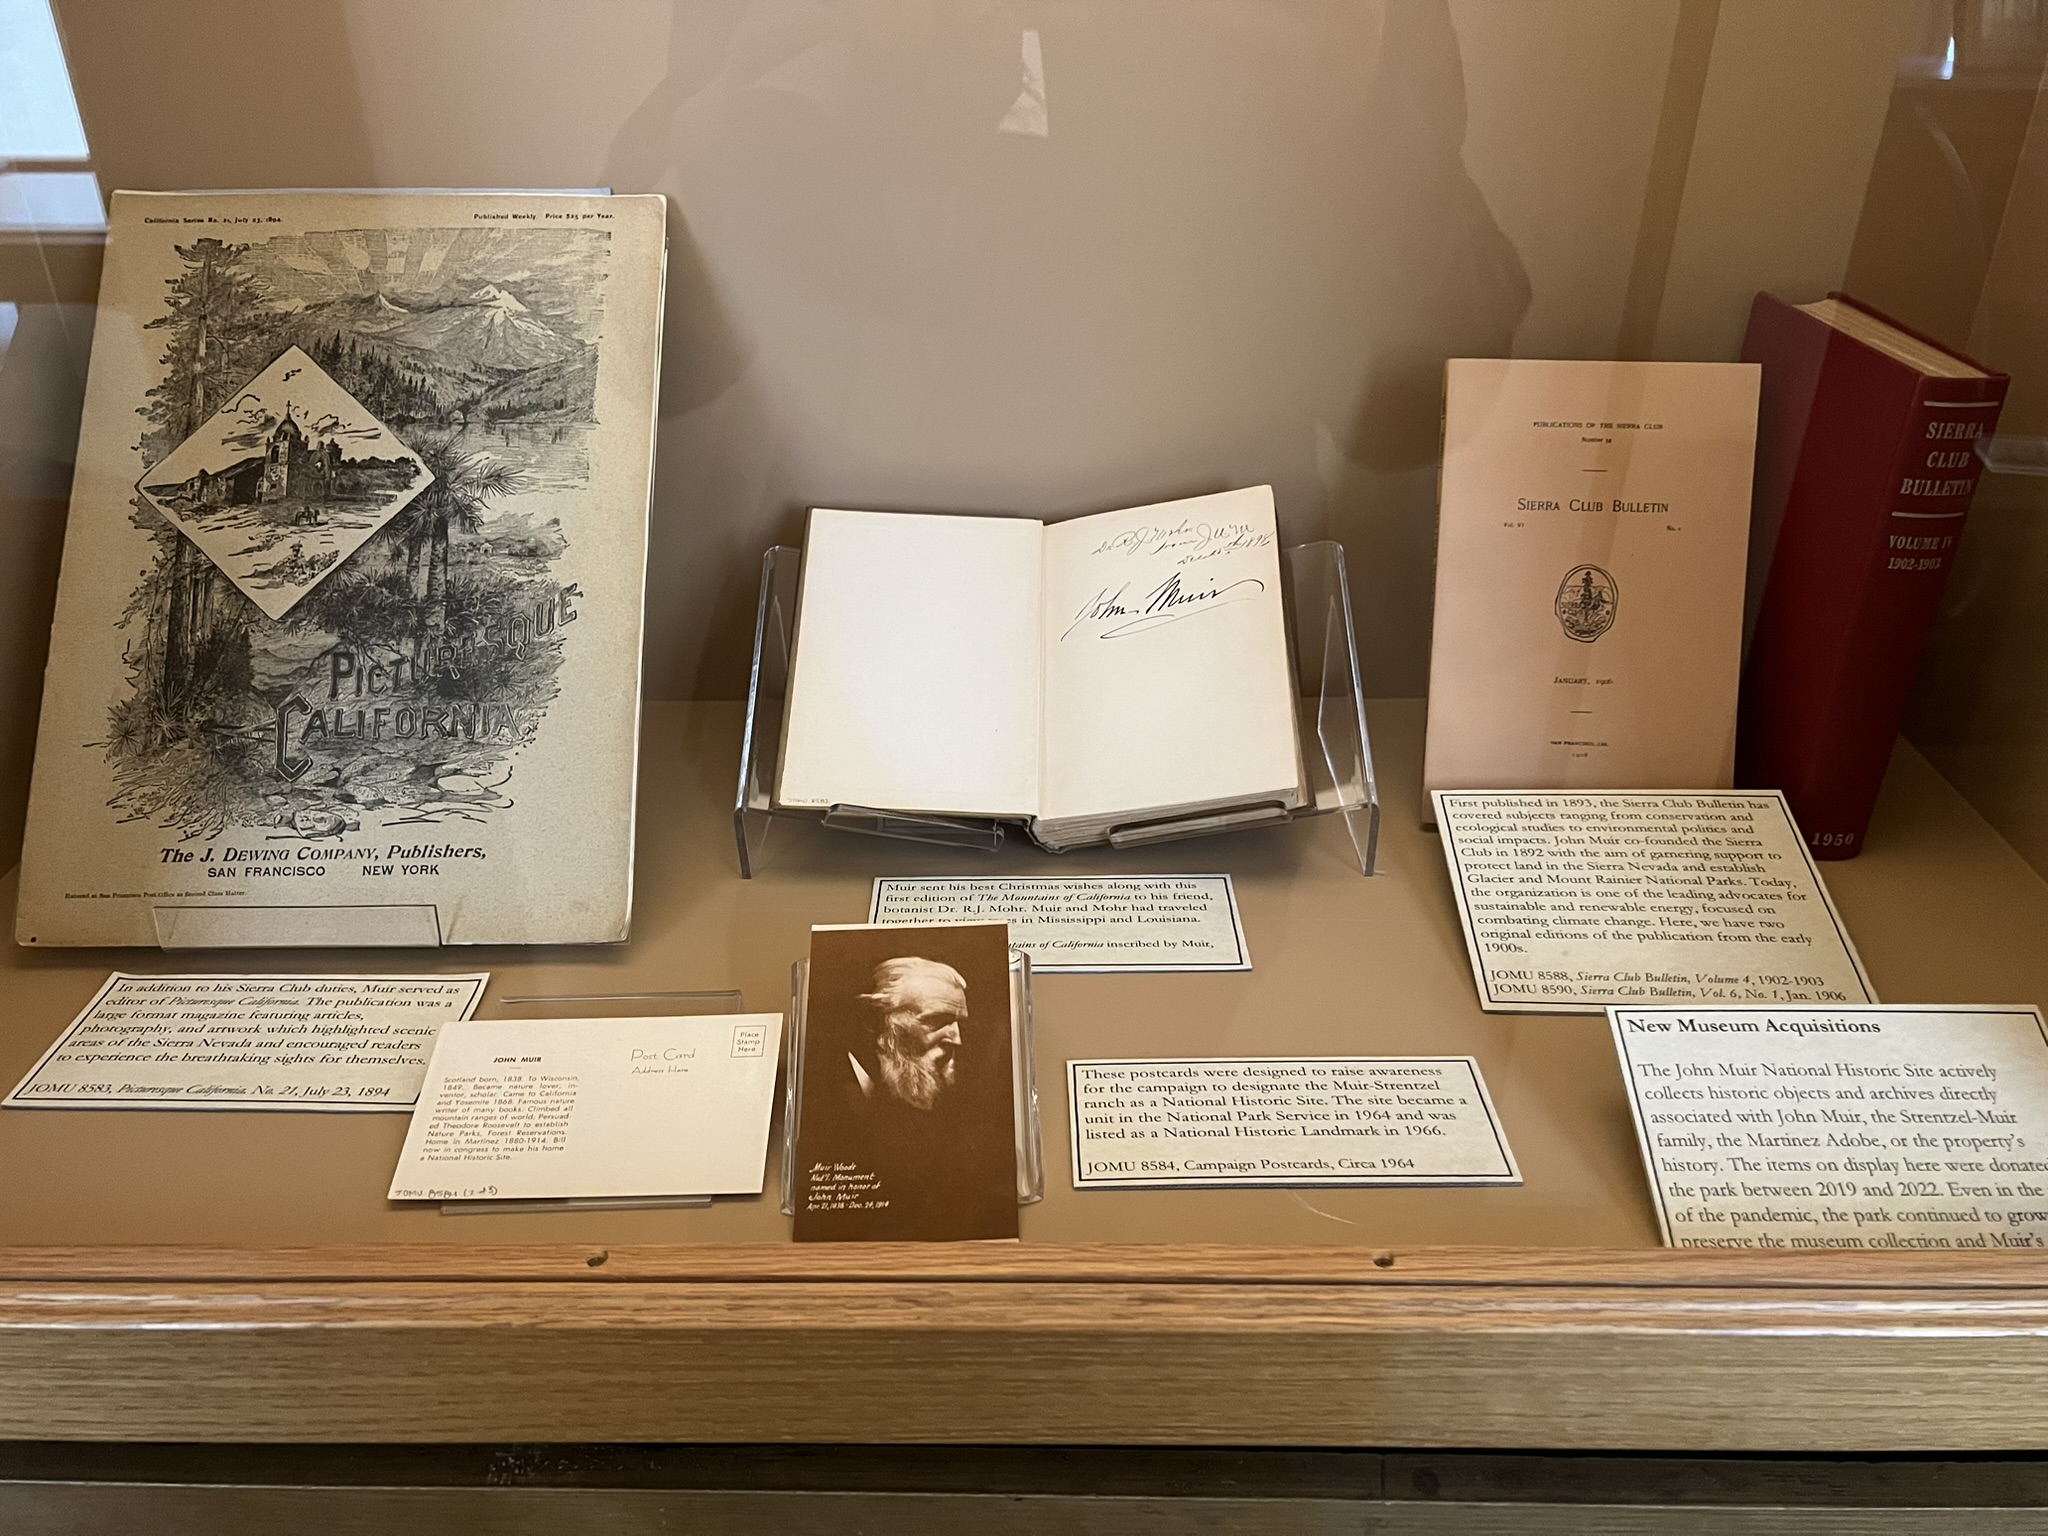 California Series No. 21, July 23, 1894.
Published Weekly. Price $25 per Year.
PICTURESQUE
CALIFORNIA
The J. DEWING COMPANY, Publishers,
SAN FRANCISCO NEW YORK
Entered at San Francisco Post-Office as Second Class Matter.
In addition to his Sierra Club duties, Muir served as
editor of Picturesque California. The publication was a
large format magazine featuring articles,
photography, and artwork which highlighted scenic
areas of the Sierra Nevada and encouraged readers
to experience the breathtaking sights for themselves.
JOMU 8583, Picturesque California, No. 21, July 23, 1894
JOHN MUIR
Scotland born, 1838. To Wisconsin,
1849. Became nature lover, in-
ventor, scholar. Came to California
and Yosemite 1868. Famous nature
writer of many books. Climbed all
mountain ranges of world. Persuad-
ed Theodore Roosevelt to establish
Nature Parks, Forest Reservations.
Home in Martinez 1880-1914. Bill
now in congress to make his home
a National Historic Site.
Post Card
Address Here
Place
Stamp
Here
JOMU 8584 (2 of 3)
Dr. R J Mohr
from
1898
John Muir
Muir sent his best Christmas wishes along with this
first edition of The Mountains of California to his friend,
botanist Dr. R.J. Mohr. Muir and Mohr had traveled
together to view in Mississippi and Louisiana.
of California inscribed by Muir,
Muir Woods
Nat'l. Monument
named in honor of
John Muir
Apr. 21, 1838 - Dec. 24, 1914
These postcards were designed to raise awareness
for the campaign to designate the Muir-Strentzel
ranch as a National Historic Site. The site became a
unit in the National Park Service in 1964 and was
listed as a National Historic Landmark in 1966.
JOMU 8584, Campaign Postcards, Circa 1964
PUBLICATIONS OF THE SIERRA CLUB
SIERRA CLUB BULLETIN
Vol. VI No. 1
JANUARY, 1906
SAN FRANCISCO, CAL.
SIERRA
CLUB
BULLETIN
VOLUME IV
1902-1903
1950
First published in 1893, the Sierra Club Bulletin has
covered subjects ranging from conservation and
ecological studies to environmental politics and
social impacts. John Muir co-founded the Sierra
Club in 1892 with the aim of garnering support to
protect land in the Sierra Nevada and establish
Glacier and Mount Rainier National Parks. Today,
the organization is one of the leading advocates for
sustainable and renewable energy, focused on
combating climate change. Here, we have two
original editions of the publication from the early
1900s.
JOMU 8588, Sierra Club Bulletin, Volume 4, 1902-1903
JOMU 8590, Sierra Club Bulletin, Vol. 6, No. 1, Jan. 1906
New Museum Acquisitions
The John Muir National Historic Site actively
collects historic objects and archives directly
associated with John Muir, the Strentzel-Muir
family, the Martinez Adobe, or the property's
history. The items on display here were donated
the park between 2019 and 2022. Even in the
of the pandemic, the park continued to grow
preserve the museum collection and Muir's